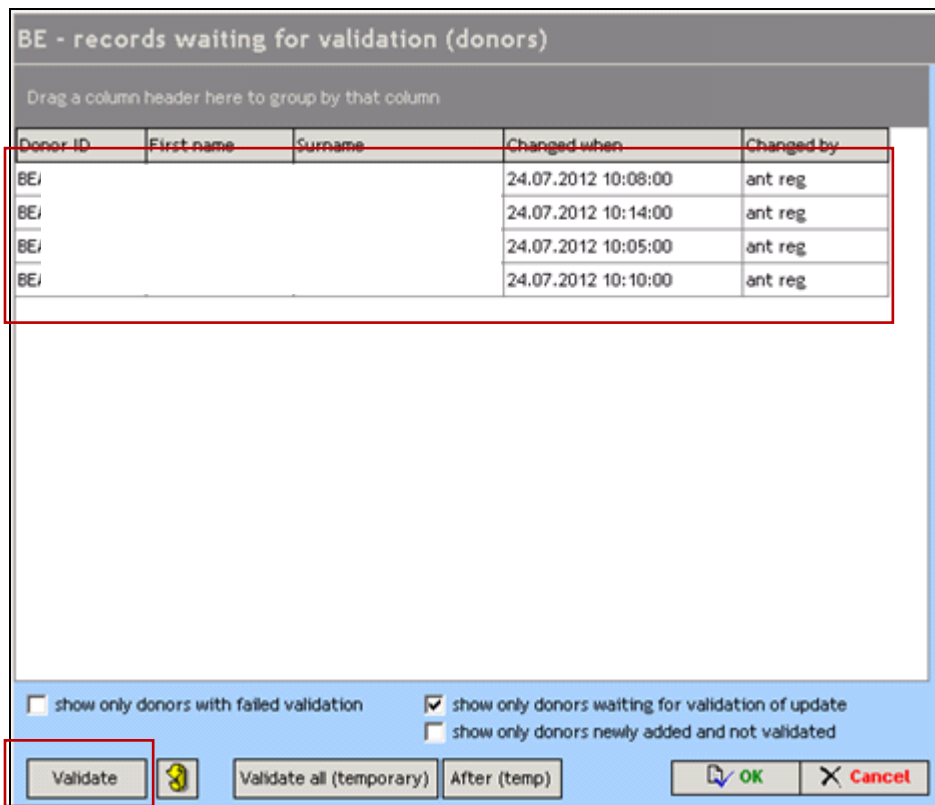 BE - records waiting for validation (donors)
Drag a column header here to group by that column
Donor ID First name Surname Changed when Changed by
BEA 24.07.2012 10:08:00 ant reg
BEA 24.07.2012 10:14:00 ant reg
BEA 24.07.2012 10:05:00 ant reg
BEA 24.07.2012 10:10:00 ant reg
show only donors with failed validation
show only donors waiting for validation of update
show only donors newly added and not validated
Validate Validate all (temporary) After (temp) OK Cancel